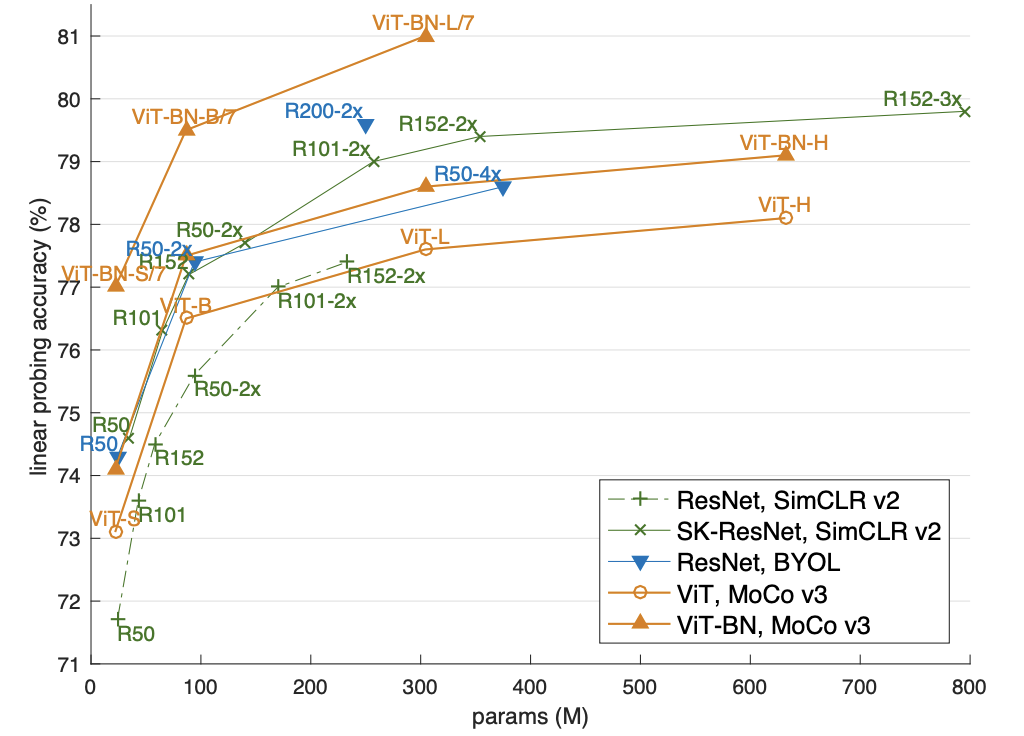 ViT-BN-L/7
81
80
R152-3x
R200-2x
ViT-BN-B/7
R152-2x
R101-2x
ViT-BN-H
79
R50-4x
ViT-H
78
R50-2x
ViT-L
R50-2x
R152
ViT-BN-S/7
R152-2x
77
R101-2x
ViT-B
R101
76
R50-2x
75
R50
R50
R152
74
R101
ViT-S
73
72
R50
71
linear probing accuracy (%)
ResNet, SimCLR v2
SK-ResNet, SimCLR v2
ResNet, BYOL
ViT, MoCo v3
ViT-BN, MoCo v3
0 100 200 300 400 500 600 700 800
params (M)